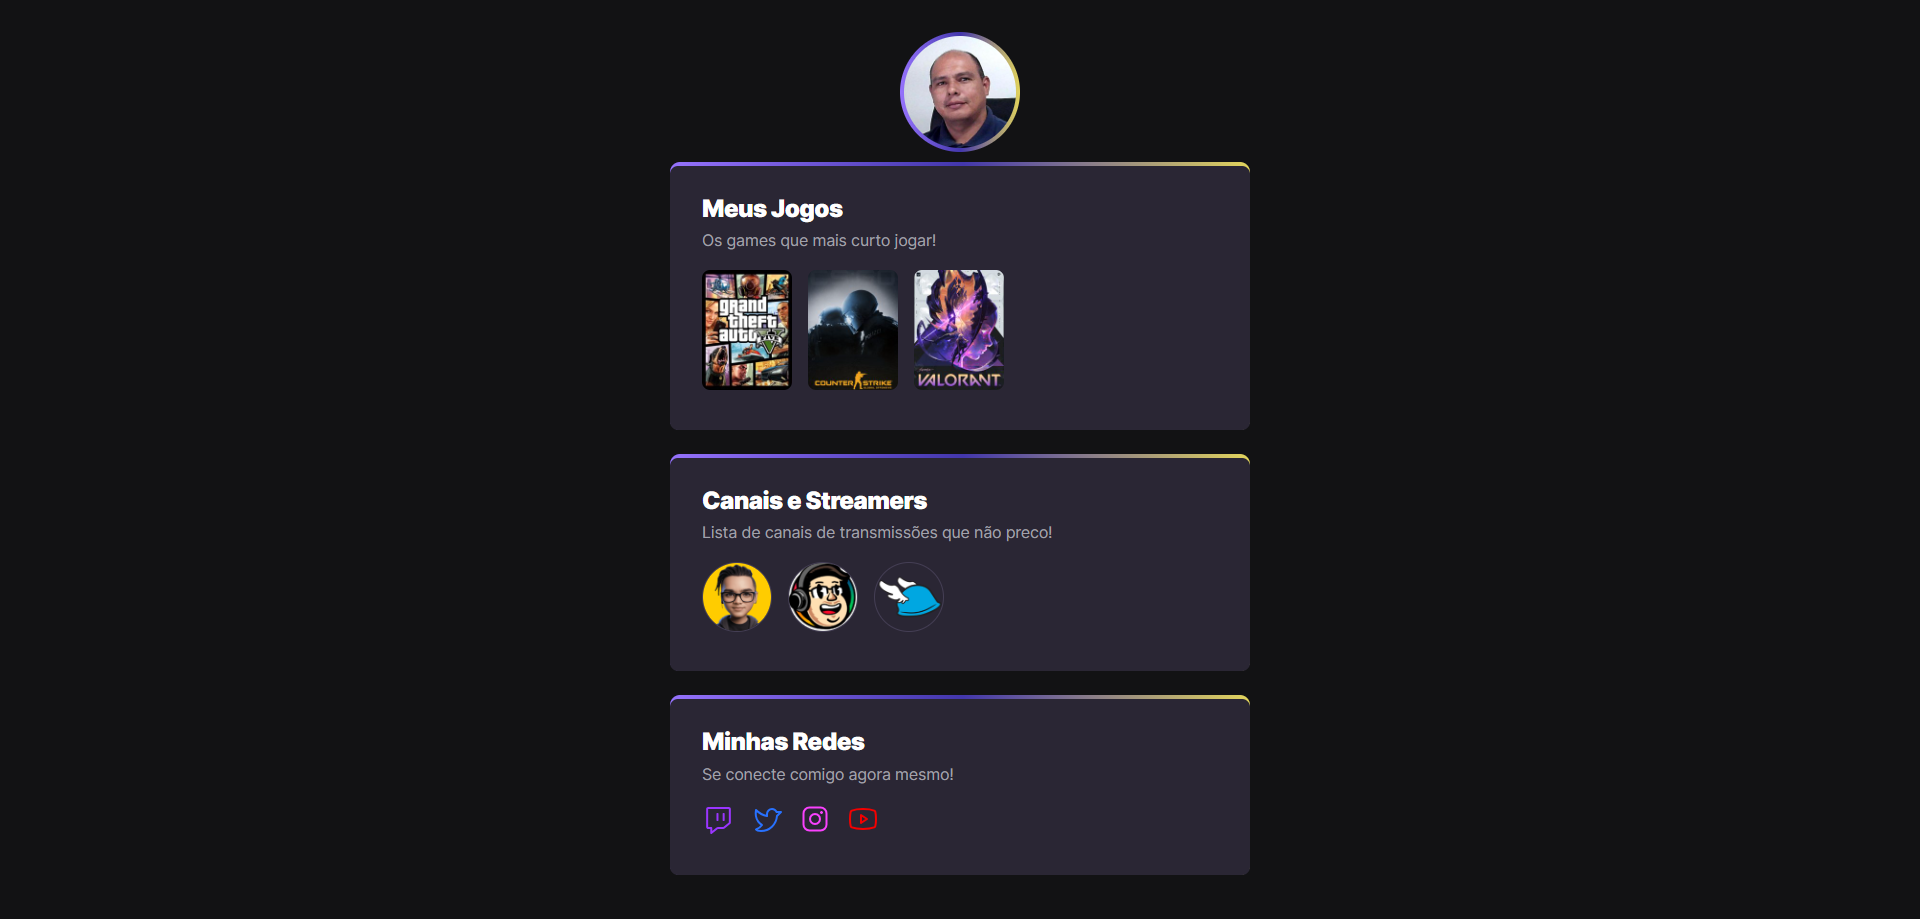 Meus Jogos
Os games que mais curto jogar!
grand
theft
auto
COUNTER STRIKE
VALORANT
Canais e Streamers
Lista de canais de transmissões que não preco!
Minhas Redes
Se conecte comigo agora mesmo!